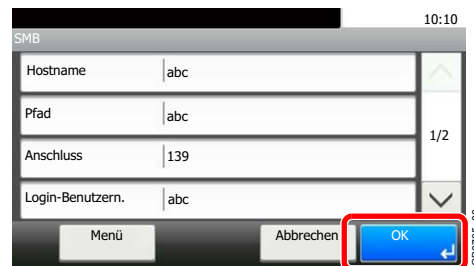 10:10
SMB
Hostname abc
Pfad abc
1/2
Anschluss 139
Login-Benutzern. abc
Menü Abbrechen OK